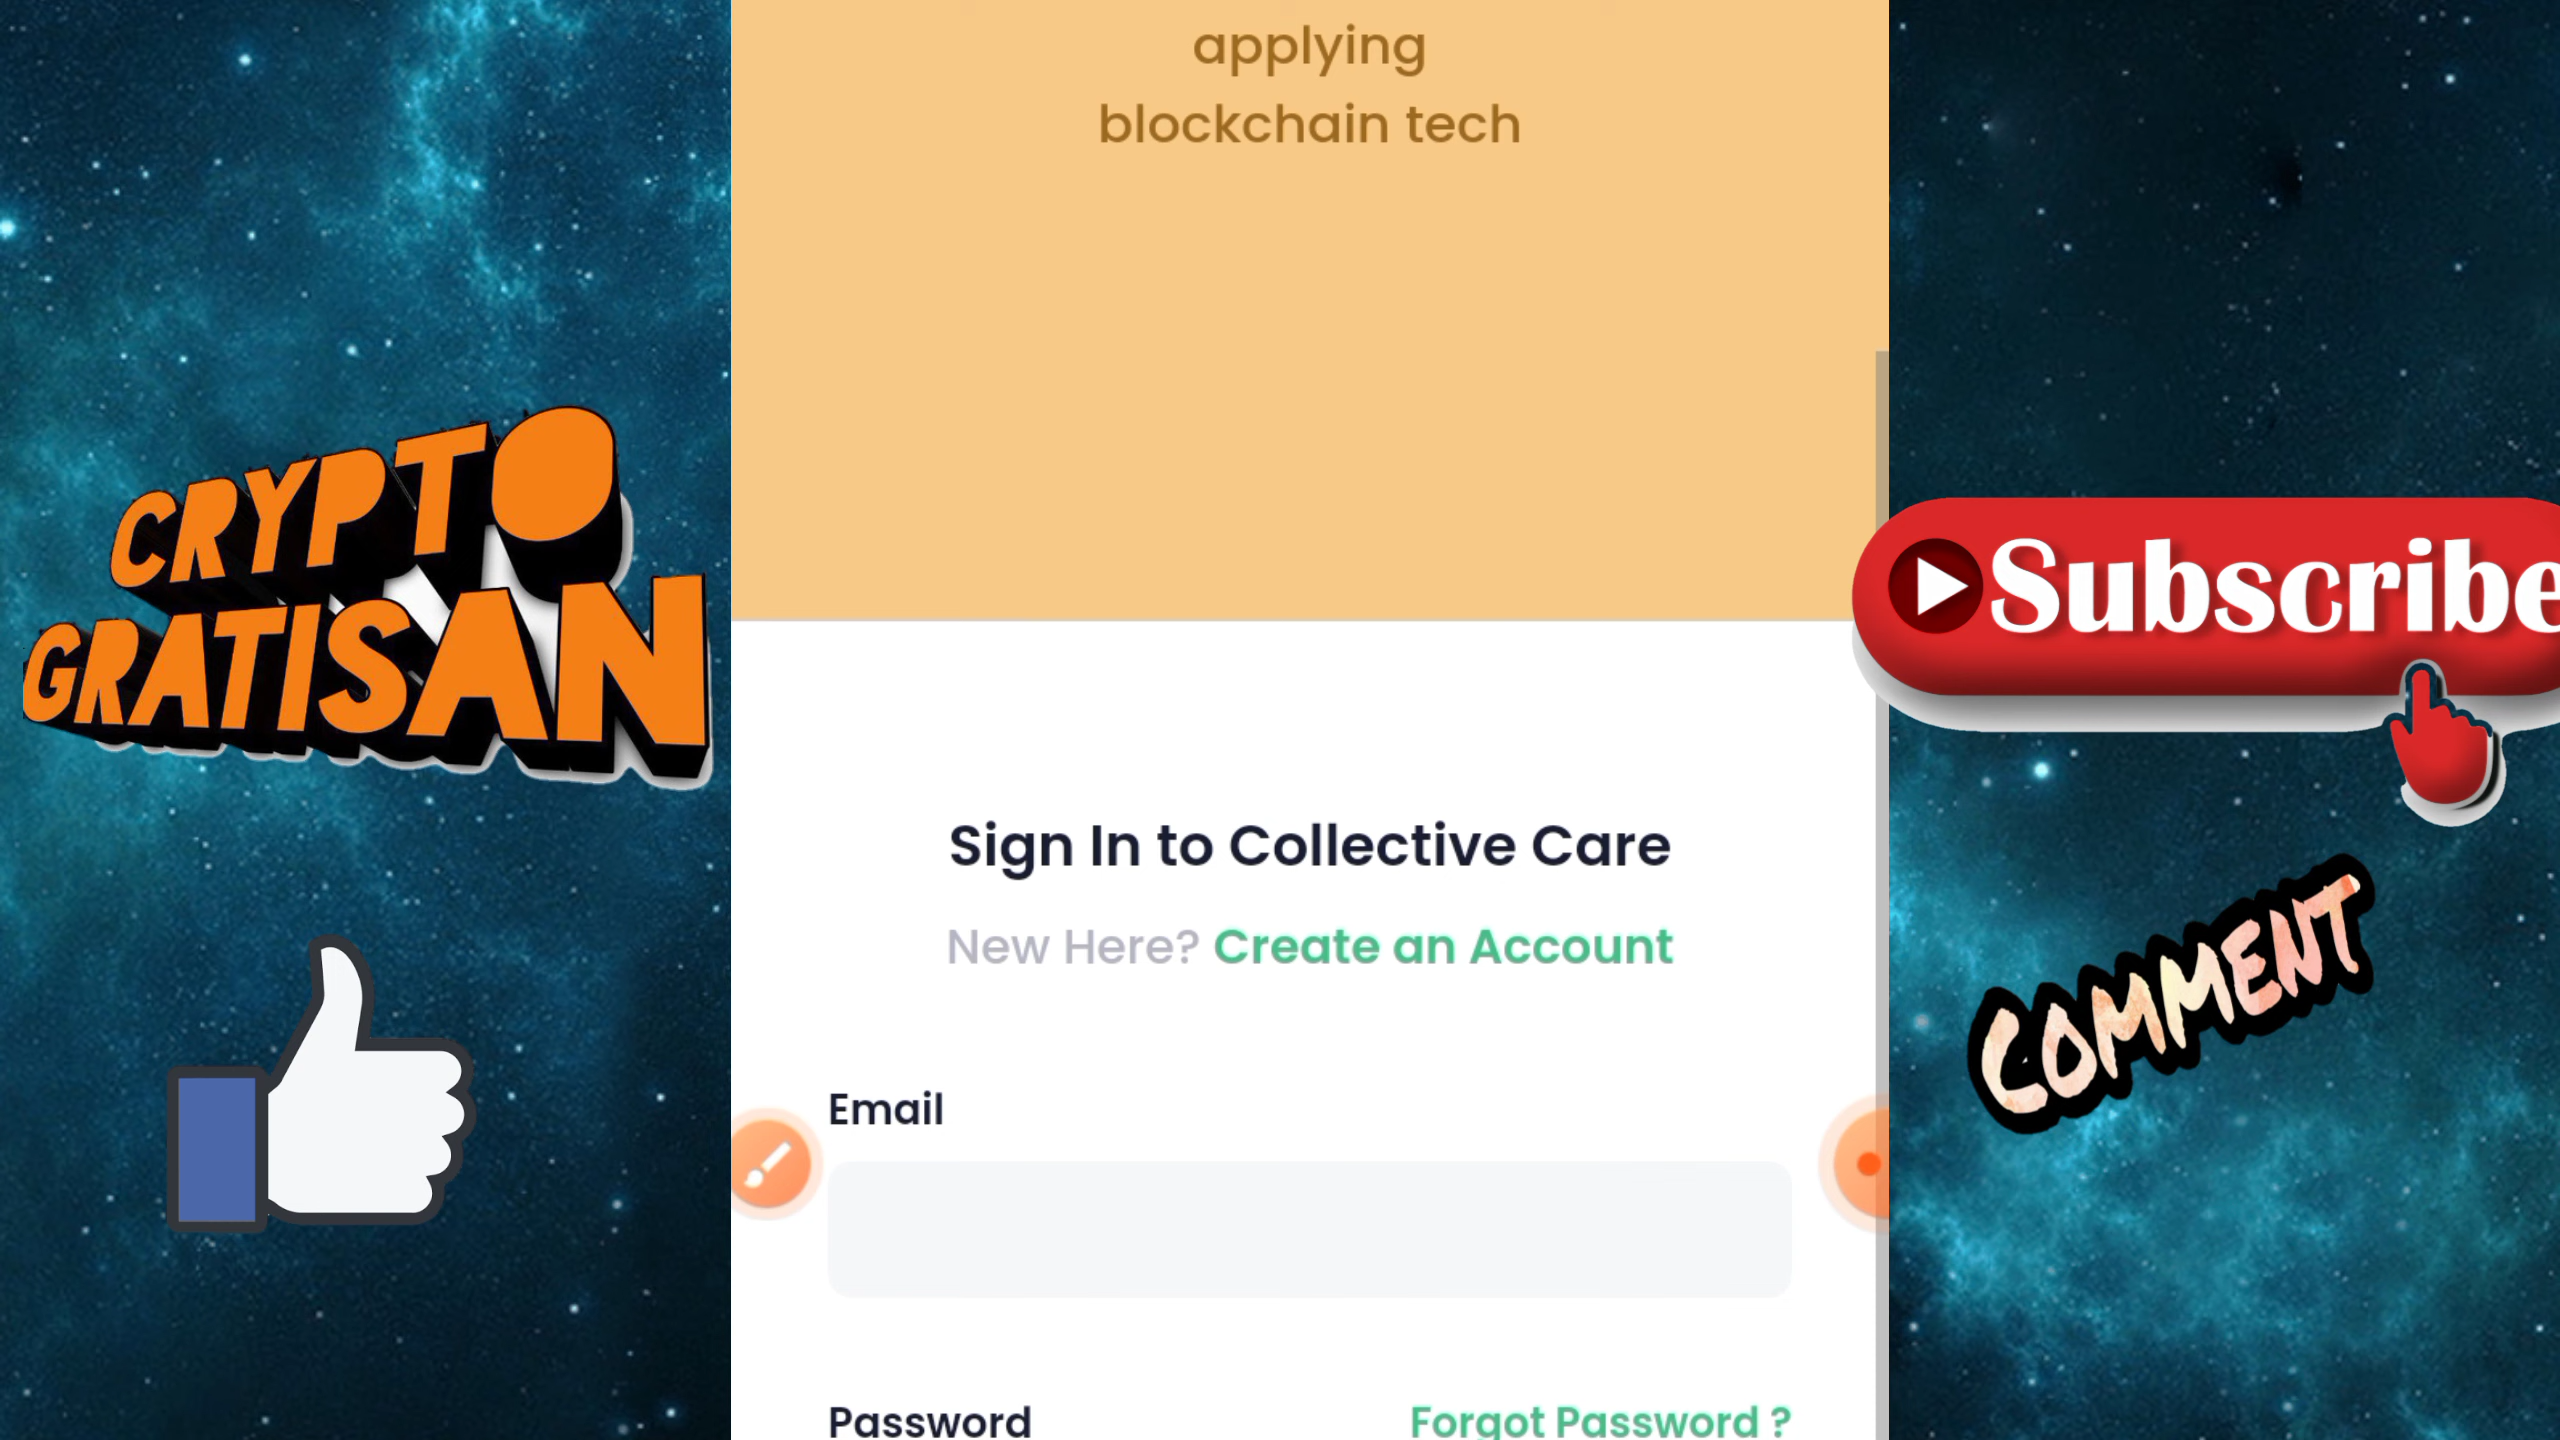 applying
blockchain tech
CRYPTO
GRATISAN
Subscribe
Sign In to Collective Care
New Here? Create an Account
COMMENT
Email
Password
Forgot Password ?